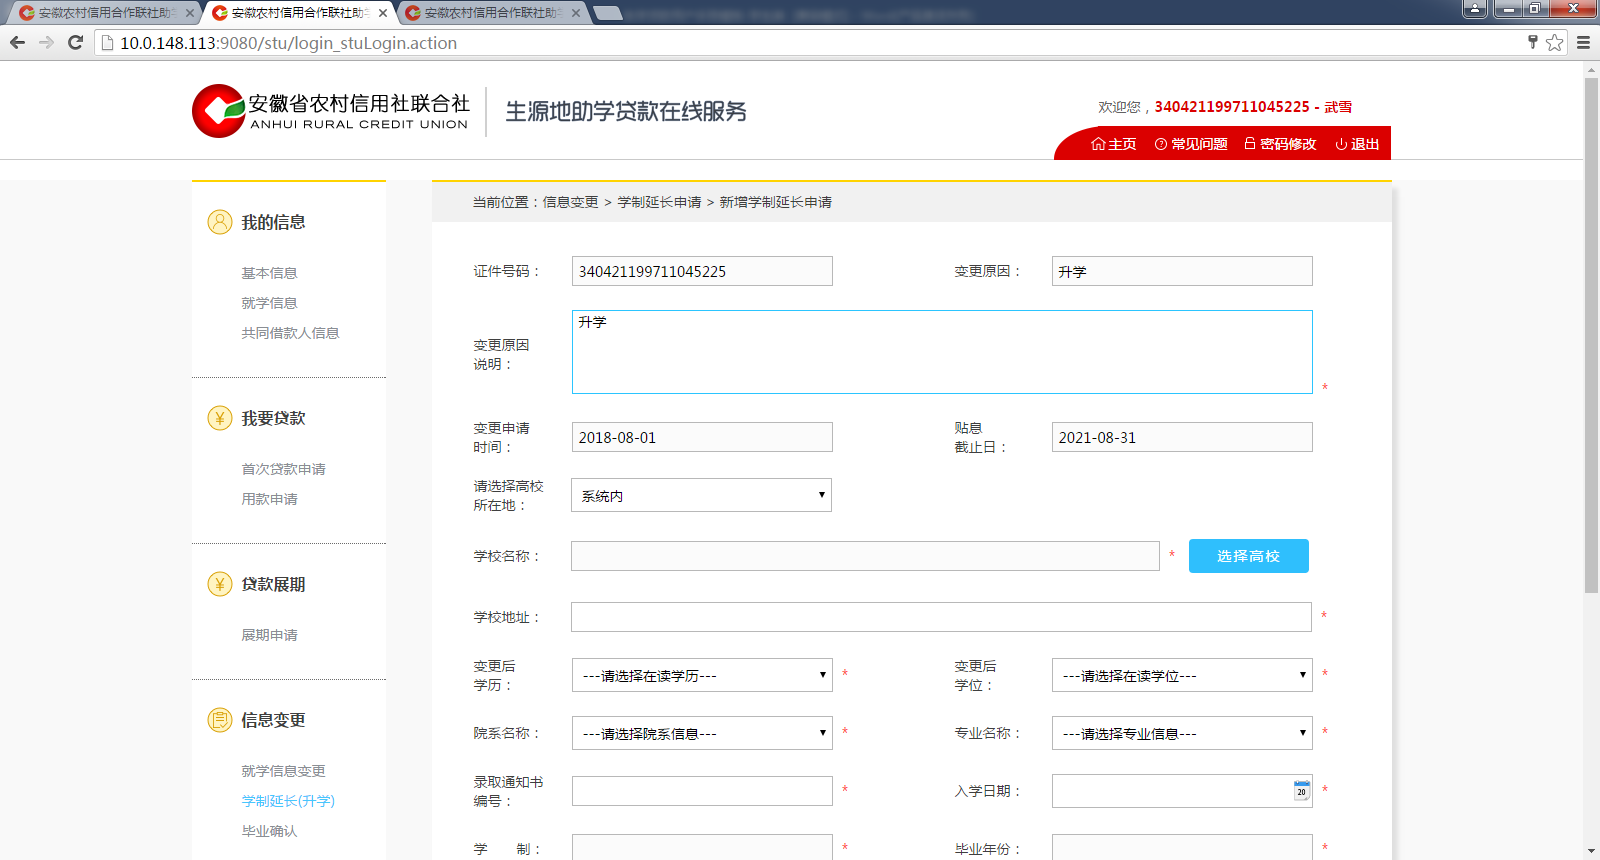 安徽农村信用合作联社助
安徽农村信用合作联社助学
安徽农村信用合作联社助学
10.0.148.113:9080/stu/login_stuLogin.action
安徽省农村信用社联合社
ANHUI RURAL CREDIT UNION
生源地助学贷款在线服务
欢迎您，340421199711045225 - 武雪
主页 常见问题 密码修改 退出
当前位置：信息变更 > 学制延长申请 > 新增学制延长申请
我的信息
基本信息
就学信息
共同借款人信息
我要贷款
首次贷款申请
用款申请
贷款展期
展期申请
信息变更
就学信息变更
学制延长(升学)
毕业确认
证件号码： 340421199711045225 变更原因： 升学
变更原因
说明： 升学 *
变更申请
时间： 2018-08-01 贴息
截止日： 2021-08-31
请选择高校
所在地： 系统内
学校名称： * 选择高校
学校地址： *
变更后
学历： ---请选择在读学历--- * 变更后
学位： ---请选择在读学位--- *
院系名称： ---请选择院系信息--- * 专业名称： ---请选择专业信息--- *
录取通知书
编号： * 入学日期： 20 *
学 制： * 毕业年份： *